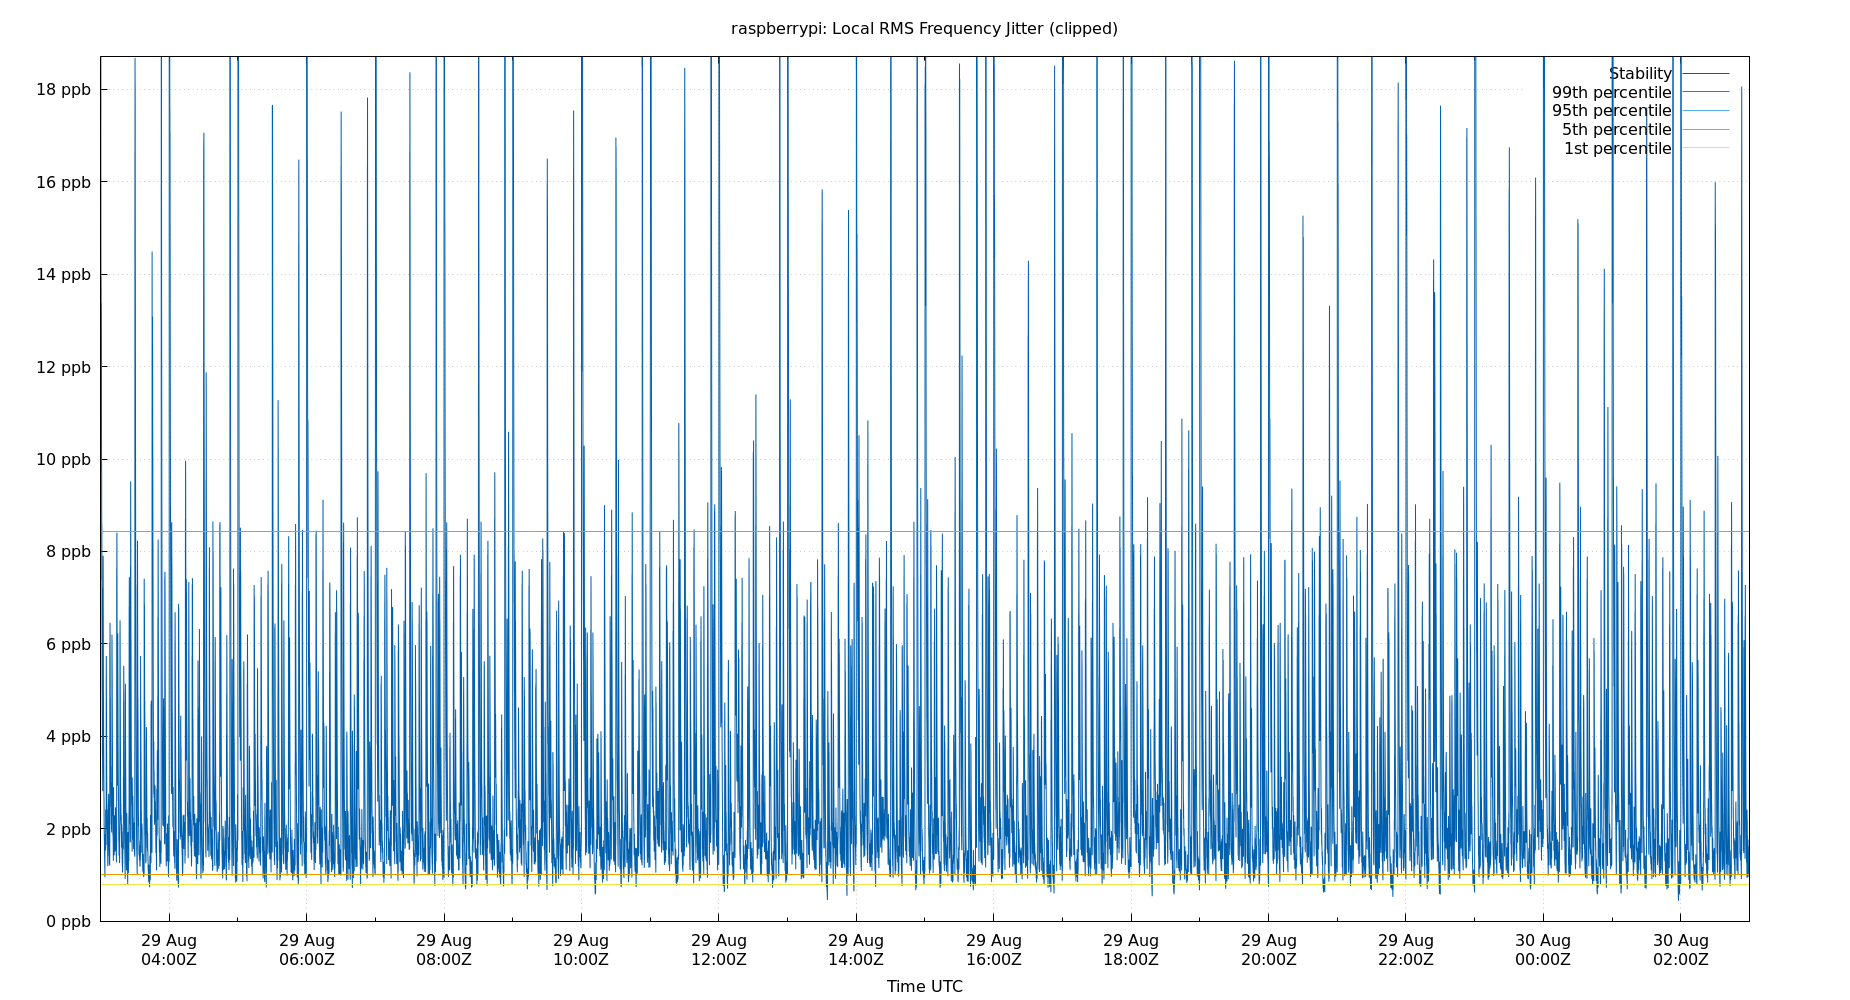 raspberrypi: Local RMS Frequency Jitter (clipped)
Stability
99th percentile
95th percentile
5th percentile
1st percentile
18 ppb
16 ppb
14 ppb
12 ppb
10 ppb
8 ppb
6 ppb
4 ppb
2 ppb
0 ppb
29 Aug 29 Aug 29 Aug 29 Aug 29 Aug 29 Aug 29 Aug 29 Aug 29 Aug 29 Aug 30 Aug 30 Aug
04:00Z 06:00Z 08:00Z 10:00Z 12:00Z 14:00Z 16:00Z 18:00Z 20:00Z 22:00Z 00:00Z 02:00Z
Time UTC